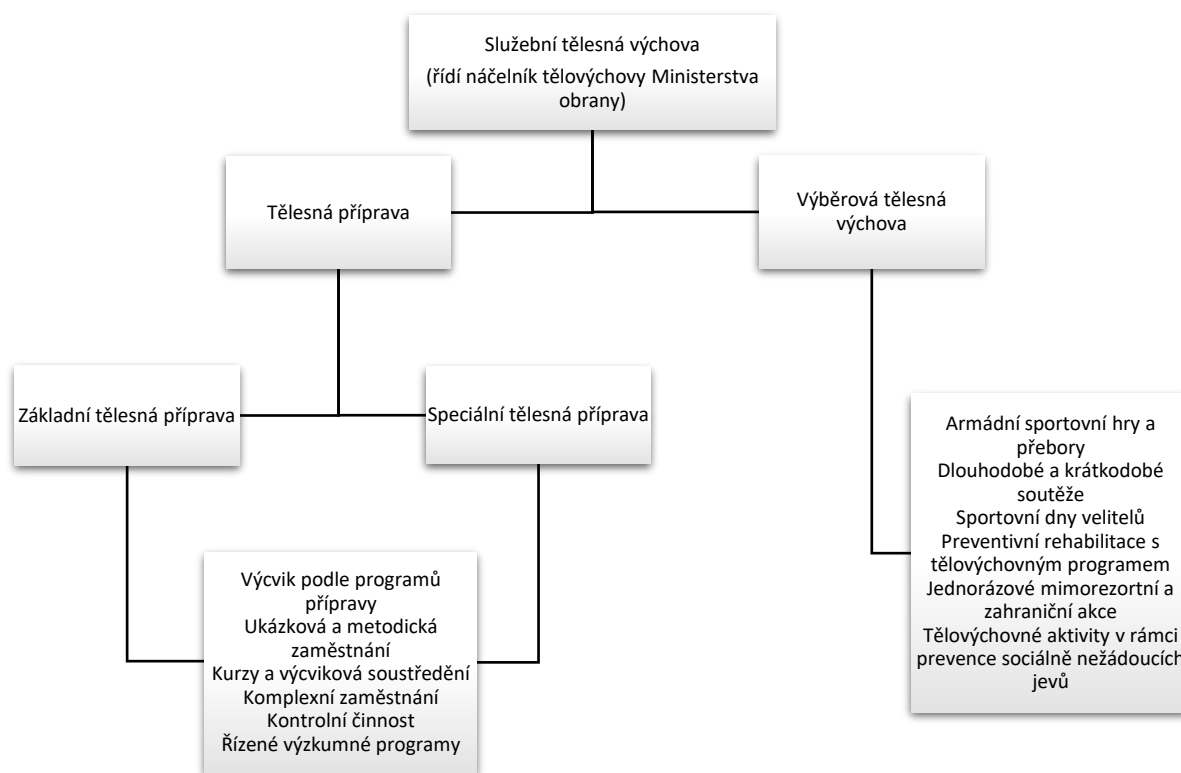 Služební tělesná výchova
(řídí náčelník tělovýchovy Ministerstva
obrany)
Tělesná příprava
Výběrová tělesná
výchova
Základní tělesná příprava
Speciální tělesná příprava
Armádní sportovní hry a
přebory
Dlouhodobé a krátkodobé
soutěže
Sportovní dny velitelů
Preventivní rehabilitace s
tělovýchovným programem
Jednorázové mimorezortní a
zahraniční akce
Tělovýchovné aktivity v rámci
prevence sociálně nežádoucích
jevů
Výcvik podle programů
přípravy
Ukázková a metodická
zaměstnání
Kurzy a výcviková soustředění
Komplexní zaměstnání
Kontrolní činnost
Řízené výzkumné programy